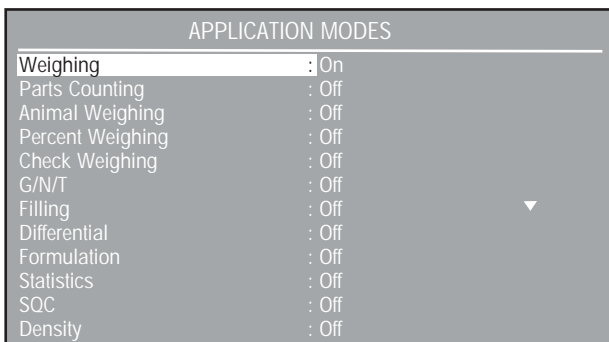 APPLICATION MODES
Weighing : On
Parts Counting : Off
Animal Weighing : Off
Percent Weighing : Off
Check Weighing : Off
G/N/T : Off
Filling : Off
Differential : Off
Formulation : Off
Statistics : Off
SQC : Off
Density : Off